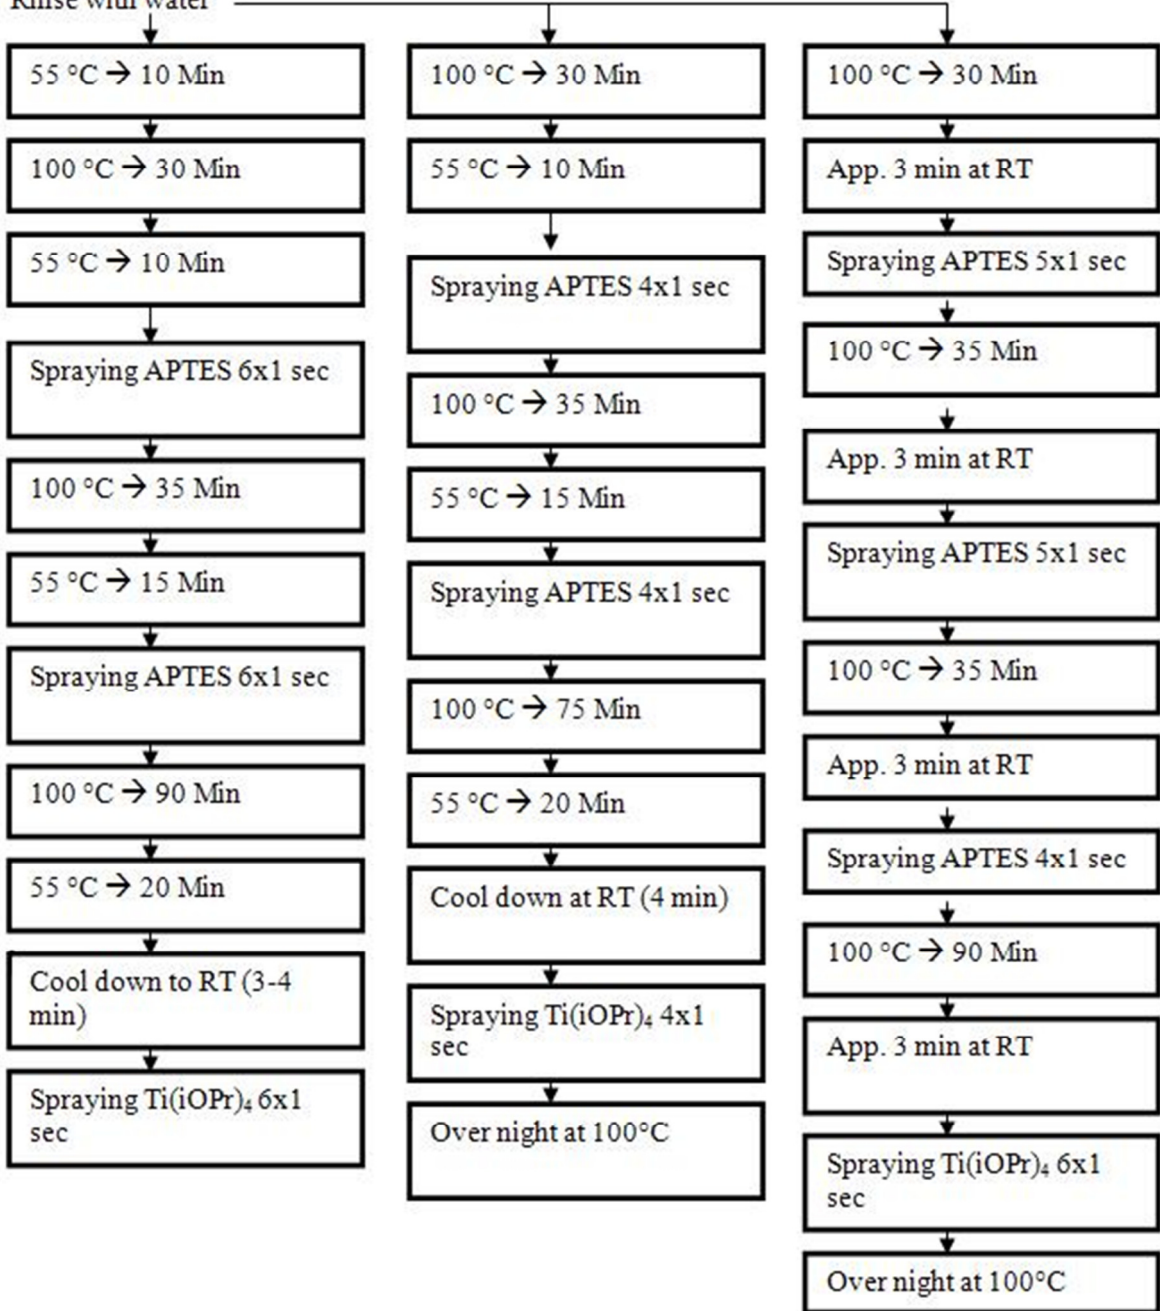 Rinse with water
55 °C → 10 Min
100 °C → 30 Min
55 °C → 10 Min
Spraying APTES 6x1 sec
100 °C → 35 Min
55 °C → 15 Min
Spraying APTES 6x1 sec
100 °C → 90 Min
55 °C → 20 Min
Cool down to RT (3-4
min)
Spraying Ti(iOPr)₄ 6x1
sec
100 °C → 30 Min
55 °C → 10 Min
Spraying APTES 4x1 sec
100 °C → 35 Min
55 °C → 15 Min
Spraying APTES 4x1 sec
100 °C → 75 Min
55 °C → 20 Min
Cool down at RT (4 min)
Spraying Ti(iOPr)₄ 4x1
sec
Over night at 100°C
100 °C → 30 Min
App. 3 min at RT
Spraying APTES 5x1 sec
100 °C → 35 Min
App. 3 min at RT
Spraying APTES 5x1 sec
100 °C → 35 Min
App. 3 min at RT
Spraying APTES 4x1 sec
100 °C → 90 Min
App. 3 min at RT
Spraying Ti(iOPr)₄ 6x1
sec
Over night at 100°C